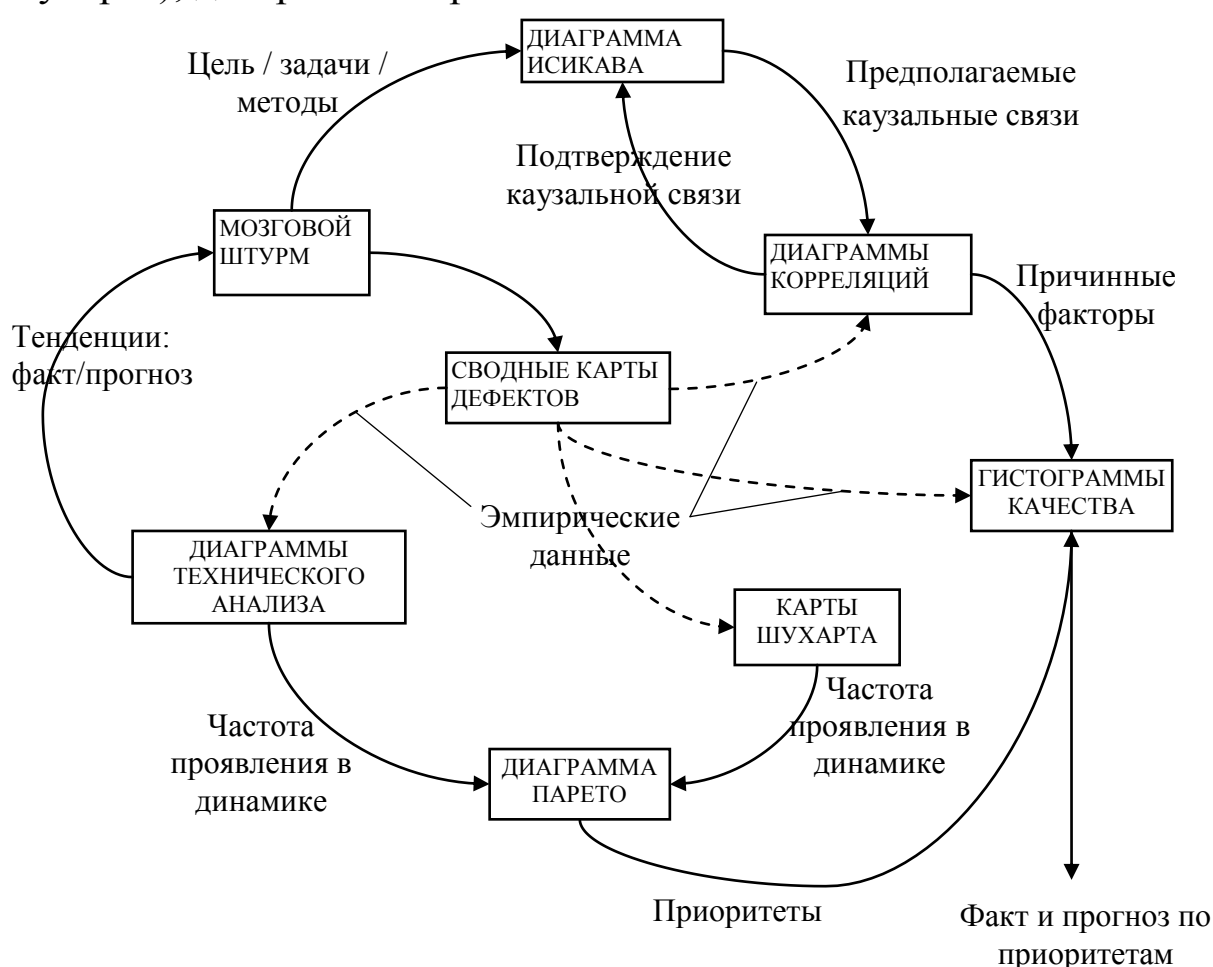 ДИАГРАММА
ИСИКАВА
Цель / задачи /
методы
Предполагаемые
каузальные связи
Подтверждение
каузальной связи
МОЗГОВОЙ
ШТУРМ
ДИАГРАММЫ
КОРРЕЛЯЦИЙ
Причинные
факторы
Тенденции:
факт/прогноз
СВОДНЫЕ КАРТЫ
ДЕФЕКТОВ
ГИСТОГРАММЫ
КАЧЕСТВА
Эмпирические
данные
ДИАГРАММЫ
ТЕХНИЧЕСКОГО
АНАЛИЗА
КАРТЫ
ШУХАРТА
Частота
проявления в
динамике
Частота
проявления в
динамике
ДИАГРАММА
ПАРЕТО
Приоритеты
Факт и прогноз по
приоритетам